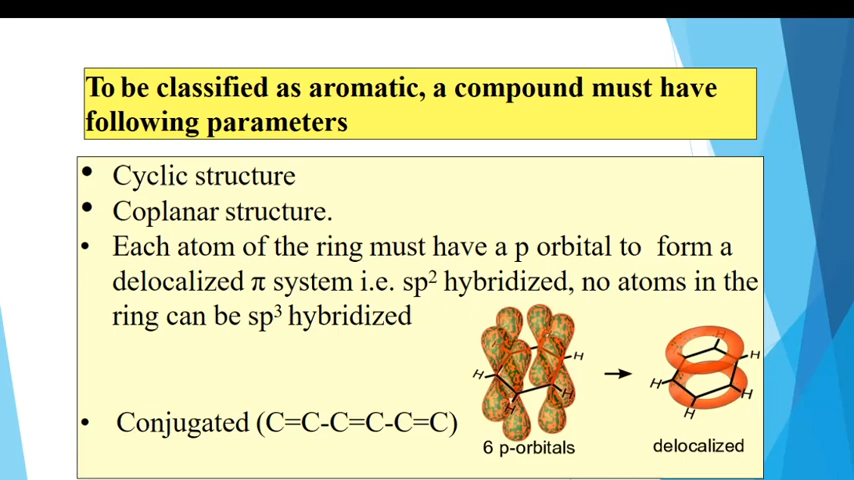 To be classified as aromatic, a compound must have
following parameters
• Cyclic structure
• Coplanar structure.
• Each atom of the ring must have a p orbital to form a
delocalized π system i.e. sp² hybridized, no atoms in the
ring can be sp³ hybridized
H
H
H
H
H
H
H
H
• Conjugated (C=C-C=C-C=C)
6 p-orbitals
delocalized